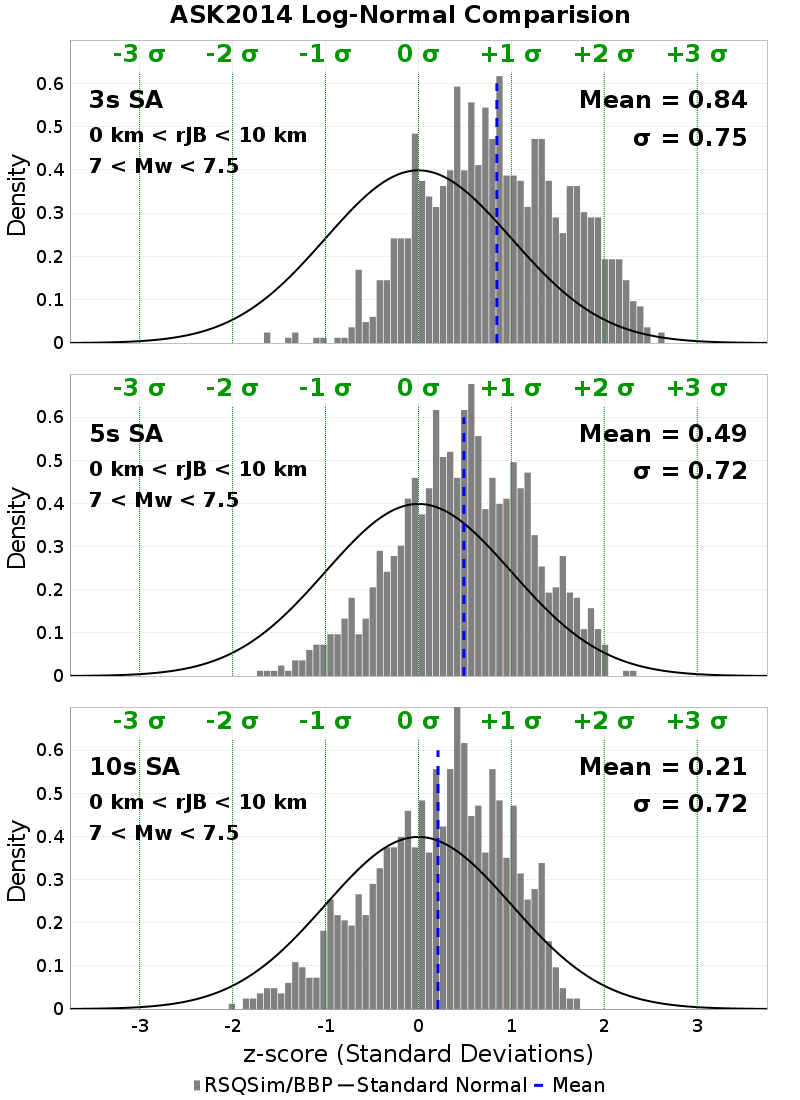 ASK2014 Log-Normal Comparision
-3 σ -2 σ -1 σ 0 σ +1 σ +2 σ +3 σ
3s SA Mean = 0.84
0 km < rJB < 10 km σ = 0.75
7 < Mw < 7.5
Density
0.6
0.5
0.4
0.3
0.2
0.1
0
-3 σ -2 σ -1 σ 0 σ +1 σ +2 σ +3 σ
5s SA Mean = 0.49
0 km < rJB < 10 km σ = 0.72
7 < Mw < 7.5
Density
0.6
0.5
0.4
0.3
0.2
0.1
0
-3 σ -2 σ -1 σ 0 σ +1 σ +2 σ +3 σ
10s SA Mean = 0.21
0 km < rJB < 10 km σ = 0.72
7 < Mw < 7.5
Density
0.6
0.5
0.4
0.3
0.2
0.1
0
-3 -2 -1 0 1 2 3
z-score (Standard Deviations)
RSQSim/BBP Standard Normal Mean